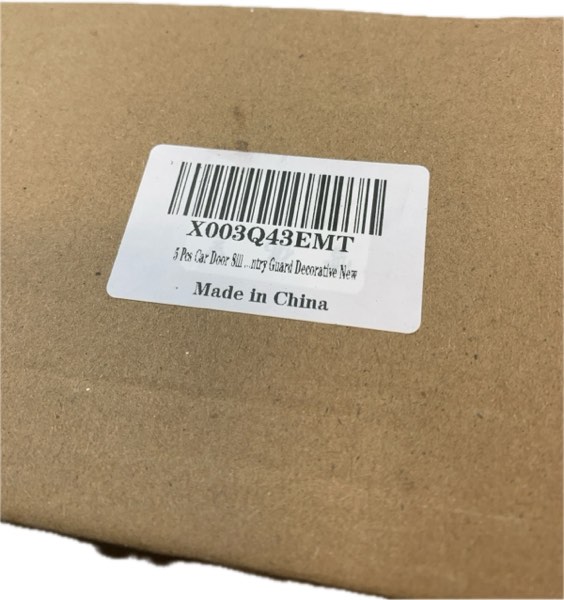 X003Q43EMT
5 Pcs Car Door Sill ...ntry Guard Decorative New
Made in China